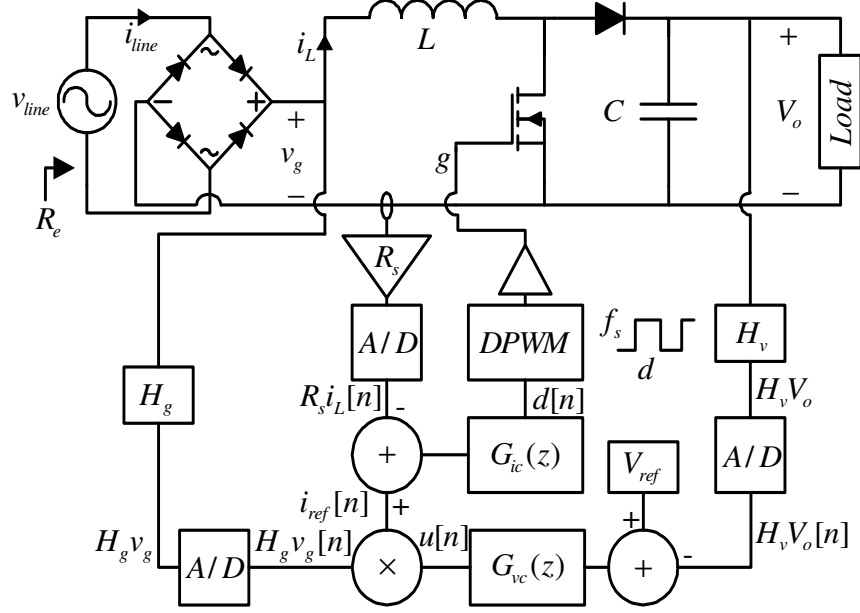 i_line
v_line
R_e
i_L
L
+
v_g
−
g
C
+
V_o
−
Load
R_s
A/D
DPWM
f_s
d
H_v
H_g
R_s i_L[n]
-
d[n]
H_v V_o
+
G_ic(z)
V_ref
A/D
i_ref[n]
+
H_g v_g
A/D
H_g v_g[n]
×
u[n]
G_vc(z)
+
+
-
H_v V_o[n]